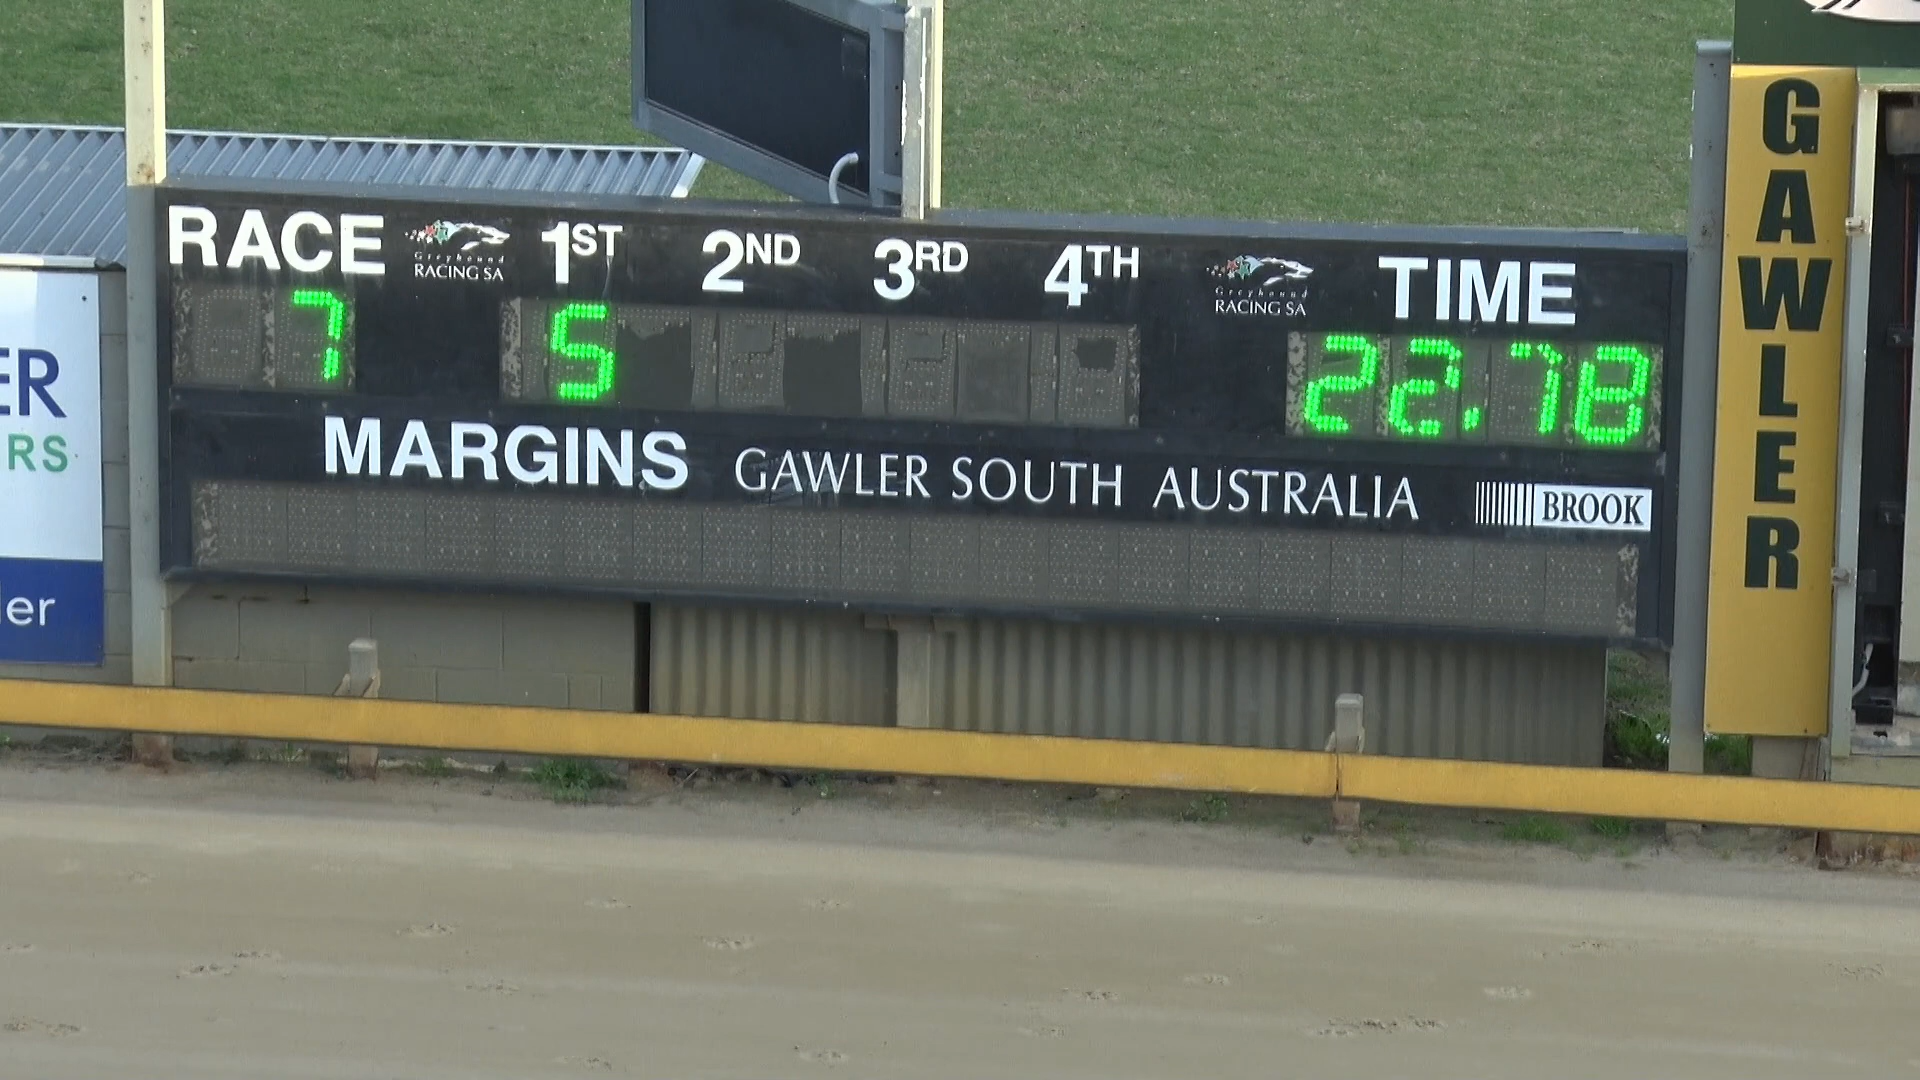 RACE
Greyhound
RACING SA
1ST
2ND
3RD
4TH
Greyhound
RACING SA
TIME
7
5
22.78
MARGINS
GAWLER SOUTH AUSTRALIA
BROOK
GAWLER
ER
RS
ler